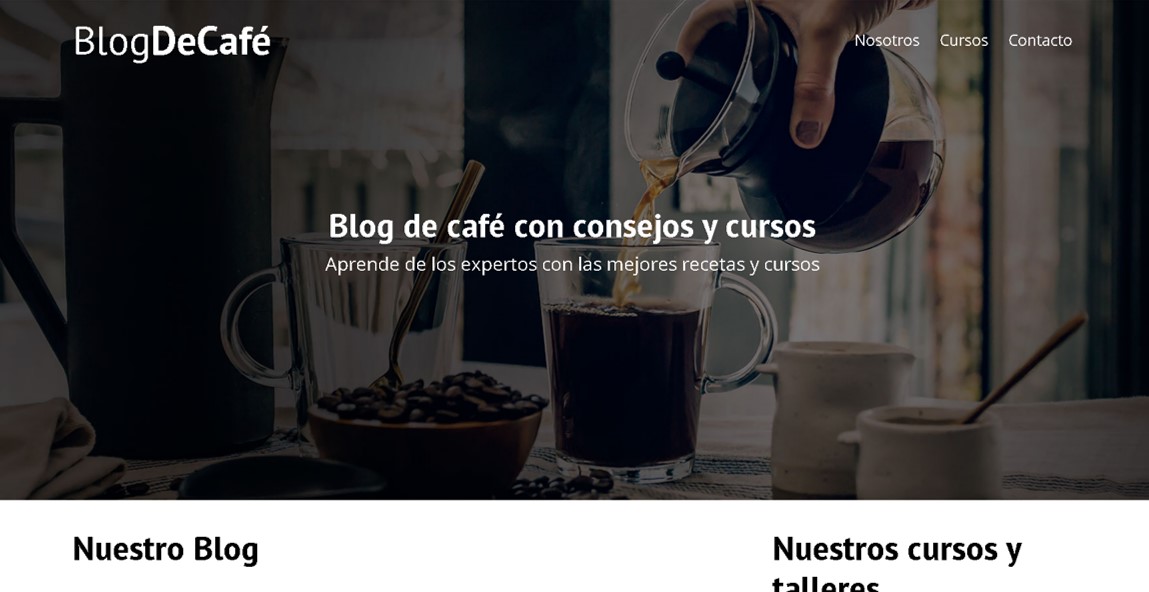 BlogDeCafé
Nosotros Cursos Contacto
Blog de café con consejos y cursos
Aprende de los expertos con las mejores recetas y cursos
Nuestro Blog
Nuestros cursos y
talleres